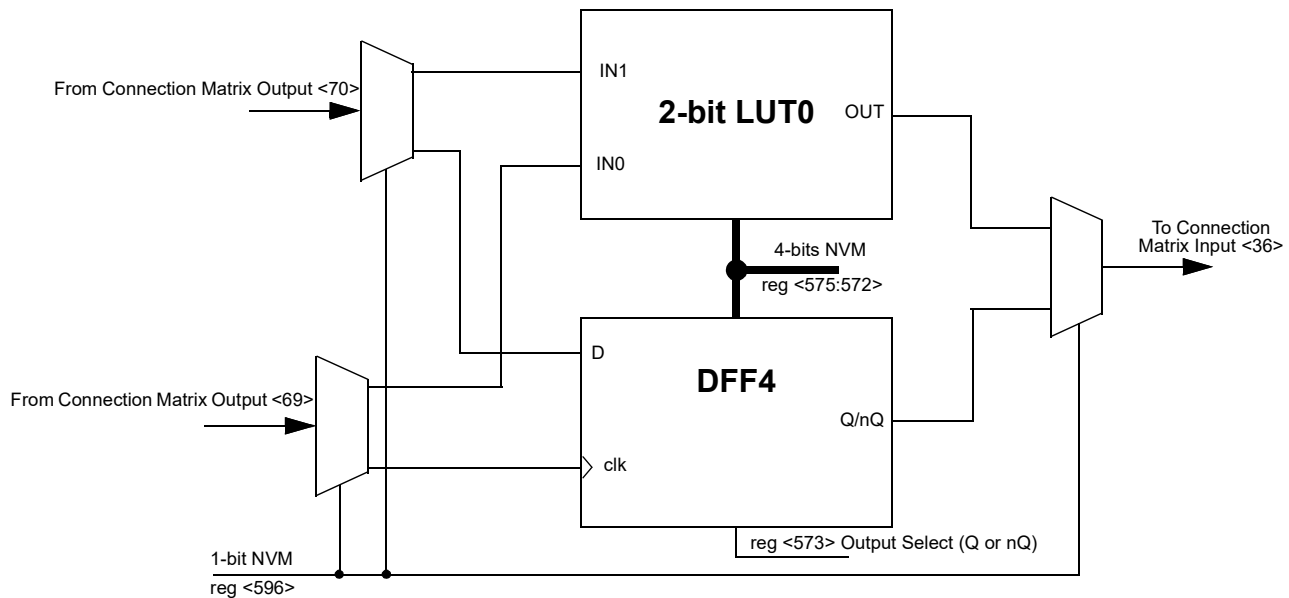 From Connection Matrix Output <70>
IN1
2-bit LUT0
OUT
IN0
To Connection
Matrix Input <36>
4-bits NVM
reg <575:572>
D
DFF4
From Connection Matrix Output <69>
Q/nQ
clk
reg <573> Output Select (Q or nQ)
1-bit NVM
reg <596>